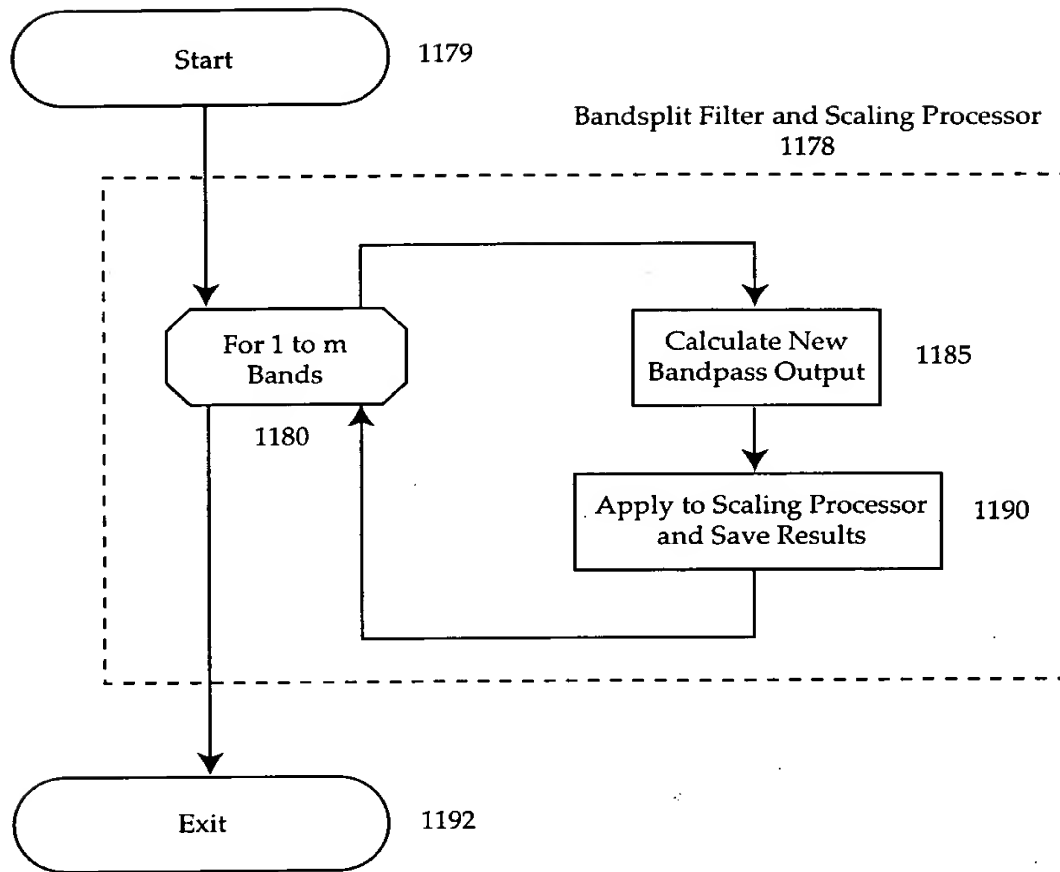 Start
1179
Bandsplit Filter and Scaling Processor
1178
For 1 to m
Bands
1180
Calculate New
Bandpass Output
1185
Apply to Scaling Processor
and Save Results
1190
Exit
1192